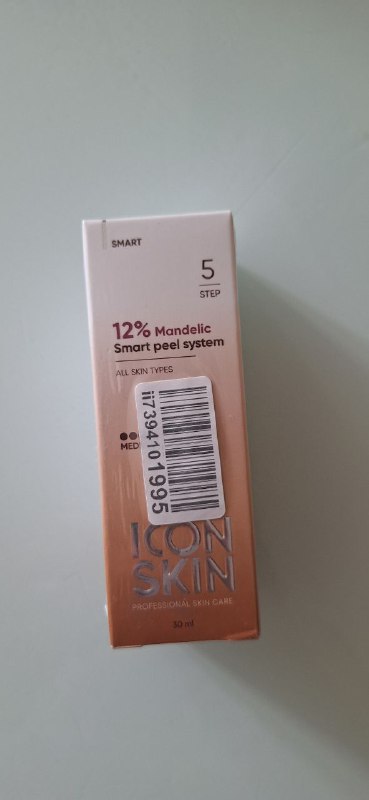 SMART
5
STEP
12% Mandelic
Smart peel system
ALL SKIN TYPES
MED
ii7394101995
ICON
SKIN
PROFESSIONAL SKIN CARE
30 ml